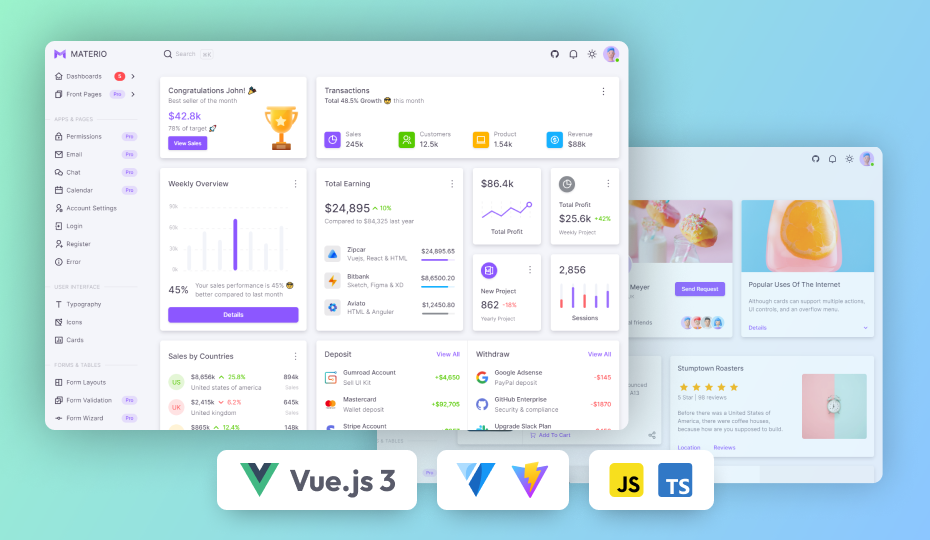 MATERIO
Search ⌘K
Dashboards 5
Front Pages Pro
APPS & PAGES
Permissions Pro
Email Pro
Chat Pro
Calendar Pro
Account Settings
Login
Register
Error
USER INTERFACE
Typography
Icons
Cards
FORMS & TABLES
Form Layouts
Form Validation Pro
Form Wizard Pro
Congratulations John! 🎉
Best seller of the month
$42.8k
78% of target 🚀
View Sales
Transactions
Total 48.5% Growth 😎 this month
Sales
245k
Customers
12.5k
Product
1.54k
Revenue
$88k
Weekly Overview
90k
60k
30k
0k
45% Your sales performance is 45% 😎
better compared to last month
Details
Total Earning
$24,895 10%
Compared to $84,325 last year
Zipcar $24,895.65
Vuejs, React & HTML
Bitbank $8,6500.20
Sketch, Figma & XD
Aviato $1,2450.80
HTML & Anguler
$86.4k
Total Profit
Total Profit
$25.6k +42%
Weekly Project
New Project
862 -18%
Yearly Project
2,856
Sessions
Sales by Countries
US $8,656k 25.8% 894k
United states of america Sales
UK $2,415k 6.2% 645k
United kingdom Sales
$865k 12.4% 148k
Deposit View All
Gumroad Account +$4,650
Sell UI Kit
Mastercard +$92,705
Wallet deposit
Stripe Account
Withdraw View All
Google Adsense -$145
PayPal deposit
GitHub Enterprise -$1870
Security & compliance
Upgrade Slack Plan
Meyer
Send Request
friends
Popular Uses Of The Internet
Although cards can support multiple actions,
UI controls, and an overflow menu.
Details
A13
Add To Cart
& TABLES
Pro
Stumptown Roasters
5 Star | 98 reviews
Before there was a United States of
America, there were coffee houses,
because how are you supposed to build.
Location Reviews
Vue.js 3
JS
TS